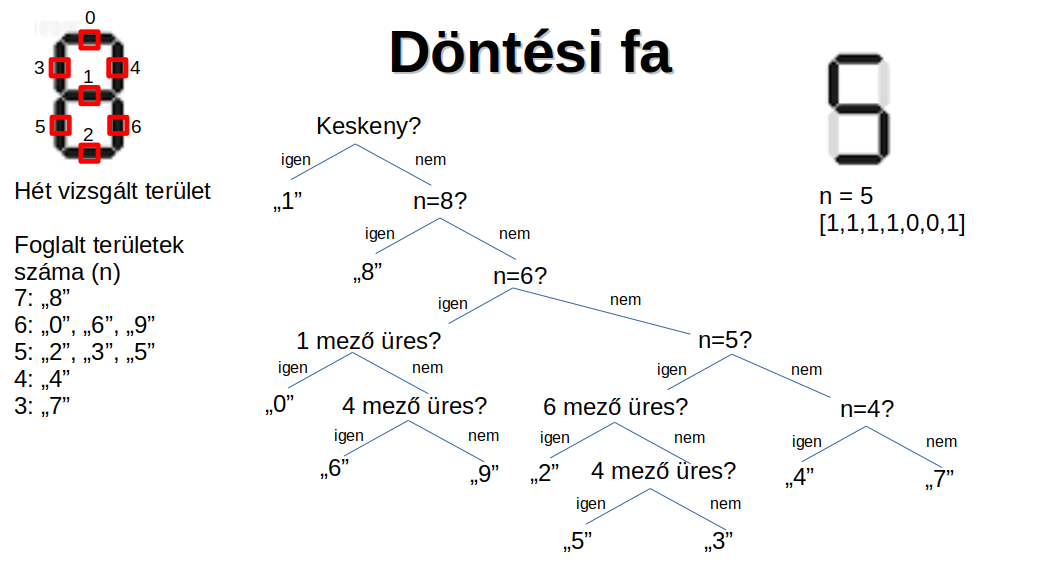 Döntési fa
0
3
1
4
5
2
6
Hét vizsgált terület
Foglalt területek
száma (n)
7: „8”
6: „0”, „6”, „9”
5: „2”, „3”, „5”
4: „4”
3: „7”
Keskeny?
igen
nem
„1”
n=8?
igen
nem
„8”
n=6?
igen
nem
1 mező üres?
n=5?
igen
nem
igen
nem
„0”
4 mező üres?
6 mező üres?
n=4?
igen
nem
igen
nem
igen
nem
„6”
„9”
„2”
4 mező üres?
„4”
„7”
igen
nem
„5”
„3”
n = 5
[1,1,1,1,0,0,1]